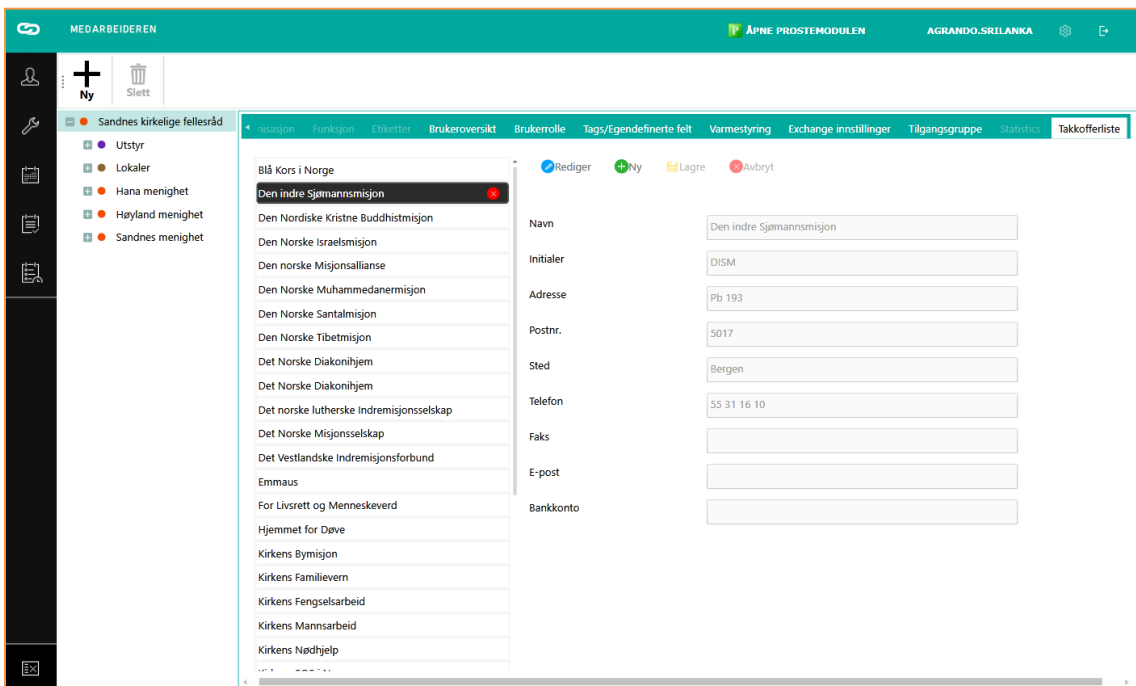 MEDARBEIDEREN
ÅPNE PROSTEMODULEN
AGRANDO.SRILANKA
Ny
Slett
Sandnes kirkelige fellesråd
Utstyr
Lokaler
Hana menighet
Høyland menighet
Sandnes menighet
Funksjon Etiketter Brukeroversikt Brukerrolle Tags/Egendefinerte felt Varmestyring Exchange innstillinger Tilgangsgruppe Statistics Takkofferliste
Blå Kors i Norge
Den indre Sjømannsmisjon
Den Nordiske Kristne Buddhistmisjon
Den Norske Israelsmisjon
Den norske Misjonsallianse
Den Norske Muhammedanermisjon
Den Norske Santalmisjon
Den Norske Tibetmisjon
Det Norske Diakonihjem
Det Norske Diakonihjem
Det norske lutherske Indremisjonsselskap
Det Norske Misjonsselskap
Det Vestlandske Indremisjonsforbund
Emmaus
For Livsrett og Menneskeverd
Hjemmet for Døve
Kirkens Bymisjon
Kirkens Familievern
Kirkens Fengselsarbeid
Kirkens Mannsarbeid
Kirkens Nødhjelp
Rediger Ny Lagre Avbryt
Navn Den indre Sjømannsmisjon
Initialer DISM
Adresse Pb 193
Postnr. 5017
Sted Bergen
Telefon 55 31 16 10
Faks
E-post
Bankkonto